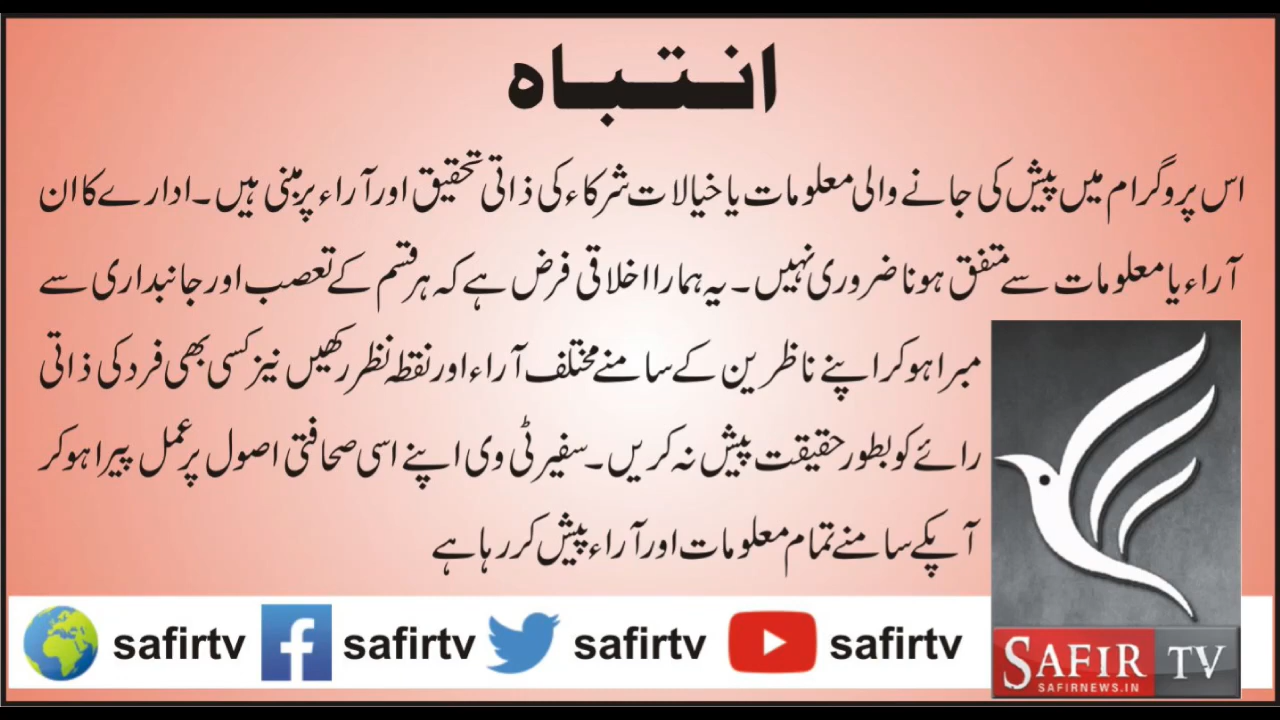 انتباہ
اس پروگرام میں پیش کی جانے والی معلومات یا خیالات شرکاء کی ذاتی تحقیق اور آراء پر مبنی ہیں۔ ادارے کا ان
آراء یا معلومات سے متفق ہونا ضروری نہیں۔ یہ ہمارا اخلاقی فرض ہے کہ ہر قسم کے تعصب اور جانبداری سے
مبرا ہو کر اپنے ناظرین کے سامنے مختلف آراء اور نقطہ نظر رکھیں نیز کسی بھی فرد کی ذاتی
رائے کو بطور حقیقت پیش نہ کریں۔ سفیر ٹی وی اپنے اسی صحافتی اصول پر عمل پیرا ہو کر
آپکے سامنے تمام معلومات اور آراء پیش کر رہا ہے
safirtv safirtv safirtv safirtv
SAFIR TV
SAFIRNEWS.IN